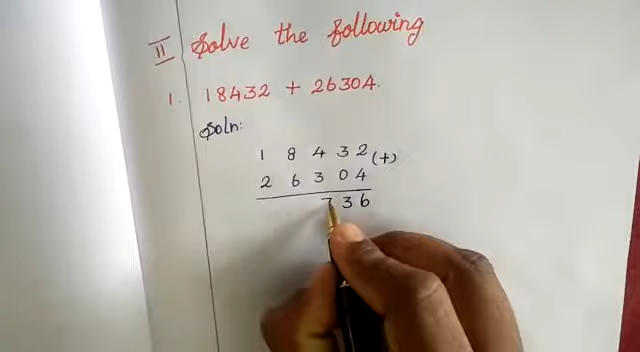 II Solve the following
1. 18432 + 26304.
Soln:
1 8 4 3 2 (+)
2 6 3 0 4
7 3 6